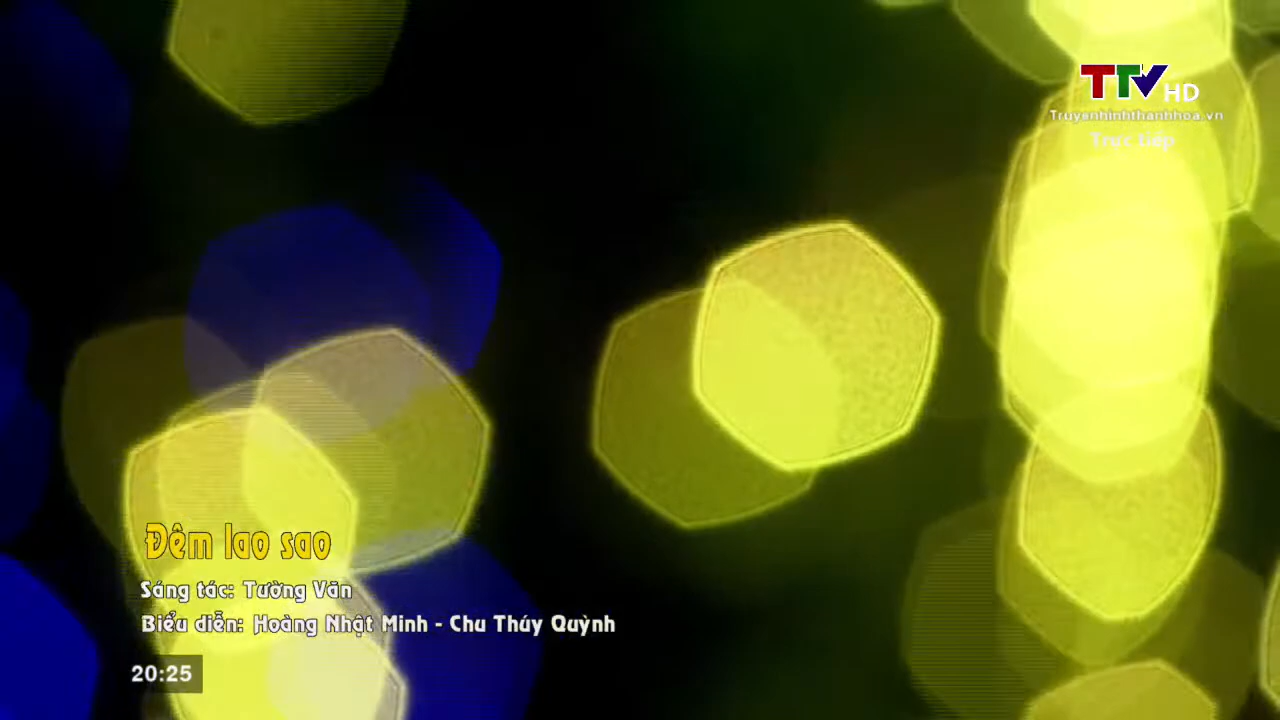 TTV HD
Truyenhinhthanhhoa.vn
Trực tiếp
Đêm lao sao
Sáng tác: Tường Văn
Biểu diễn: Hoàng Nhật Minh - Chu Thúy Quỳnh
20:25